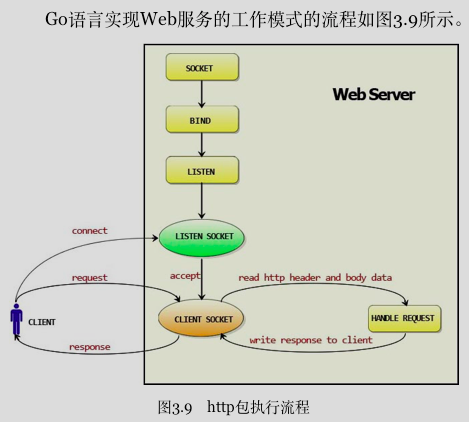 Go语言实现Web服务的工作模式的流程如图3.9所示。
SOCKET
Web Server
BIND
LISTEN
connect
LISTEN SOCKET
request
accept
read http header and body data
CLIENT
CLIENT SOCKET
HANDLE REQUEST
response
write response to client
图3.9 http包执行流程